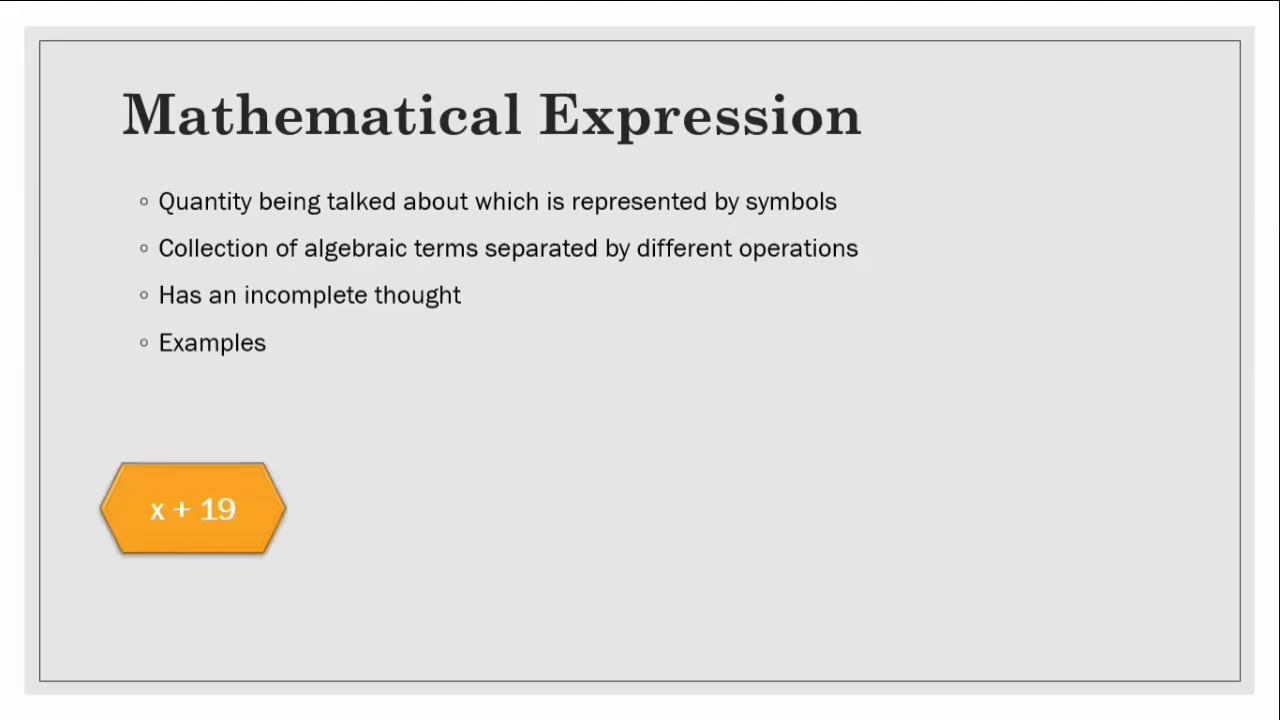 Mathematical Expression
◦ Quantity being talked about which is represented by symbols
◦ Collection of algebraic terms separated by different operations
◦ Has an incomplete thought
◦ Examples
x + 19